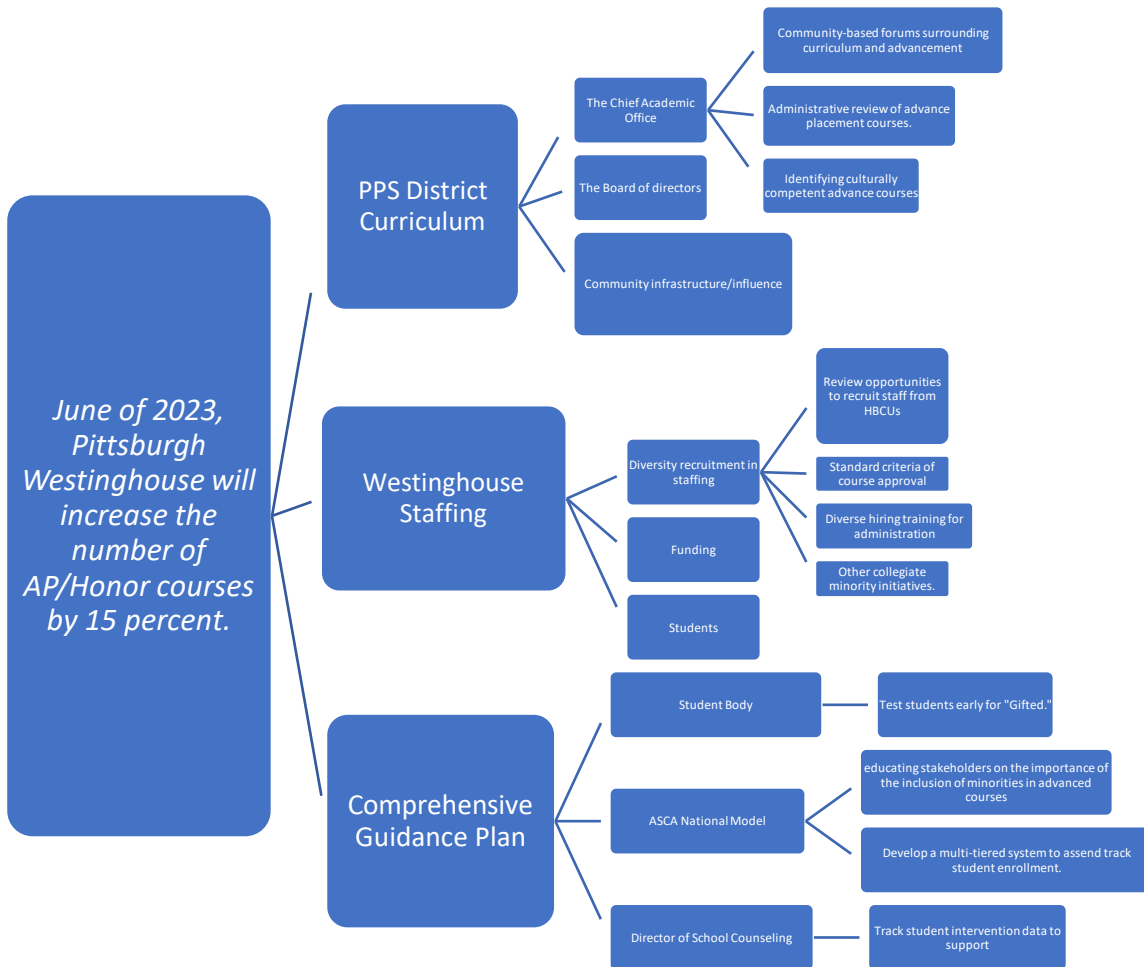 June of 2023,
Pittsburgh
Westinghouse will
increase the
number of
AP/Honor courses
by 15 percent.
PPS District
Curriculum
The Chief Academic
Office
Community-based forums surrounding
curriculum and advancement
Administrative review of advance
placement courses.
Identifying culturally
competent advance courses
The Board of directors
Community infrastructure/influence
Westinghouse
Staffing
Diversity recruitment in
staffing
Review opportunities
to recruit staff from
HBCUs
Standard criteria of
course approval
Diverse hiring training for
administration
Other collegiate
minority initiatives.
Funding
Students
Comprehensive
Guidance Plan
Student Body
Test students early for "Gifted."
ASCA National Model
educating stakeholders on the importance of
the inclusion of minorities in advanced
courses
Develop a multi-tiered system to assend track
student enrollment.
Director of School Counseling
Track student intervention data to
support